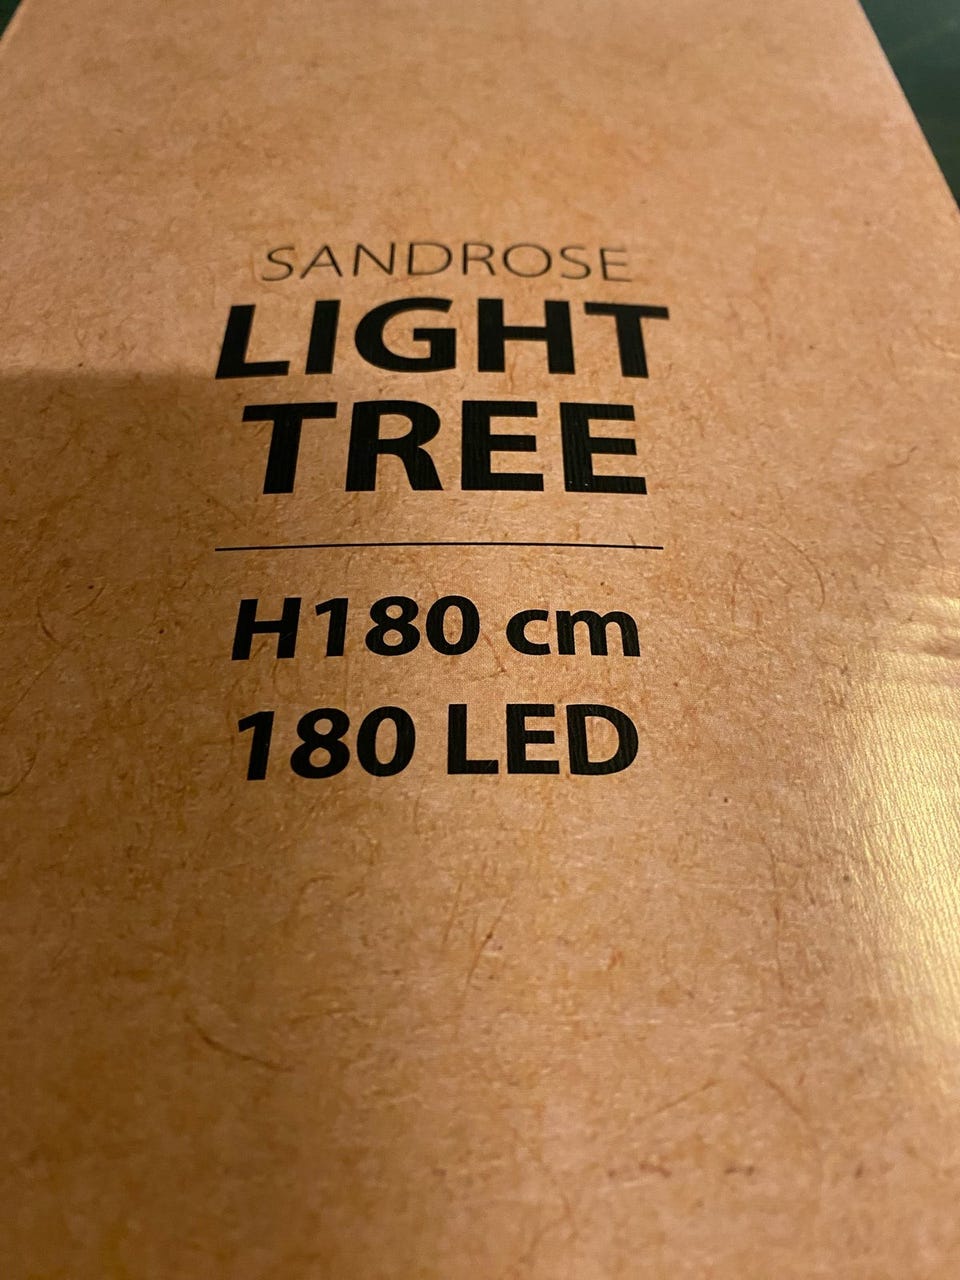 SANDROSE
LIGHT
TREE
H180 cm
180 LED